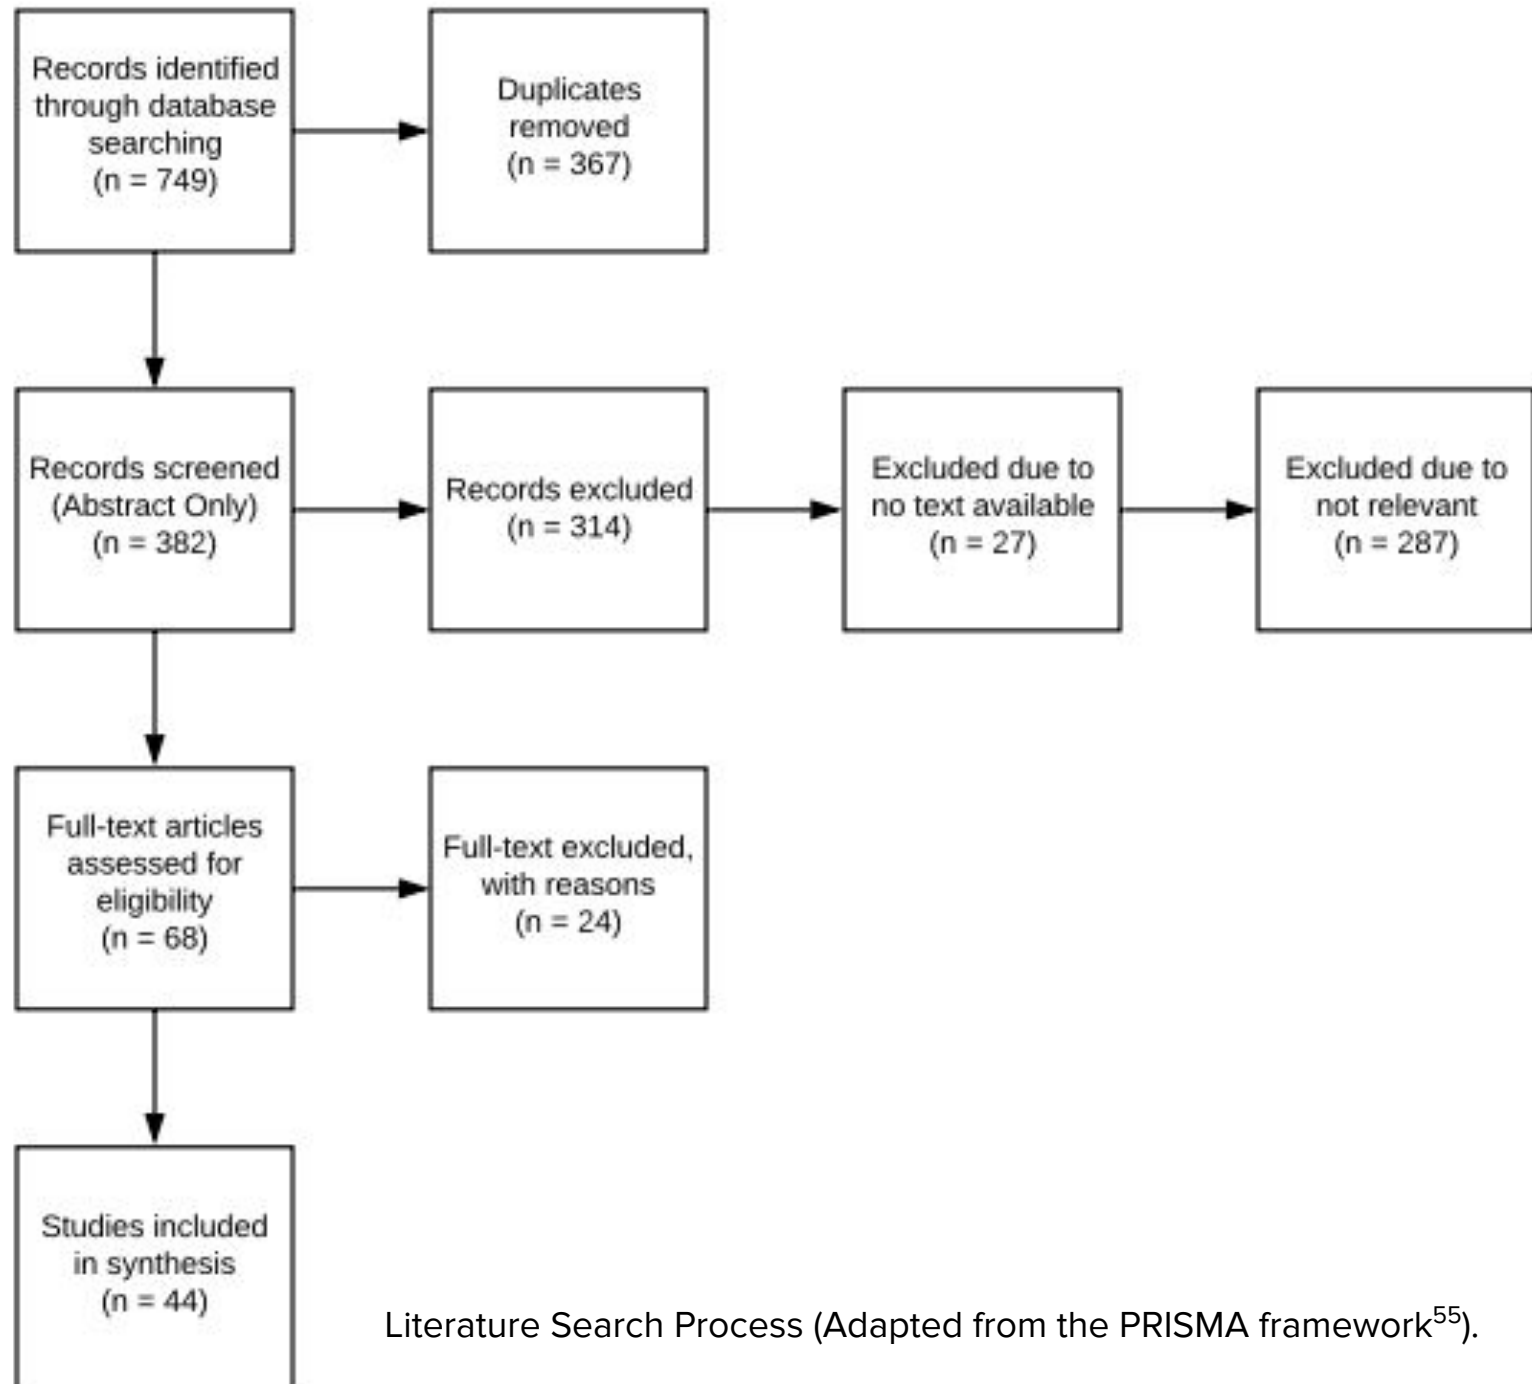 Records identified
through database
searching
(n = 749)
Duplicates
removed
(n = 367)
Records screened
(Abstract Only)
(n = 382)
Records excluded
(n = 314)
Excluded due to
no text available
(n = 27)
Excluded due to
not relevant
(n = 287)
Full-text articles
assessed for
eligibility
(n = 68)
Full-text excluded,
with reasons
(n = 24)
Studies included
in synthesis
(n = 44)
Literature Search Process (Adapted from the PRISMA framework⁵⁵).